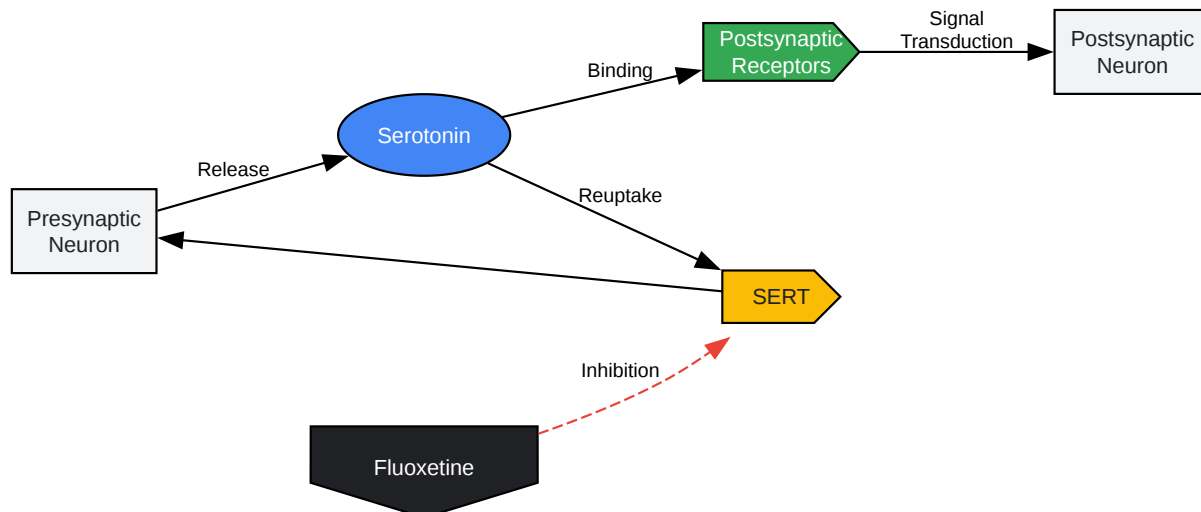 Signal
Transduction
Postsynaptic
Receptors
Postsynaptic
Neuron
Binding
Serotonin
Release
Reuptake
Presynaptic
Neuron
SERT
Inhibition
Fluoxetine